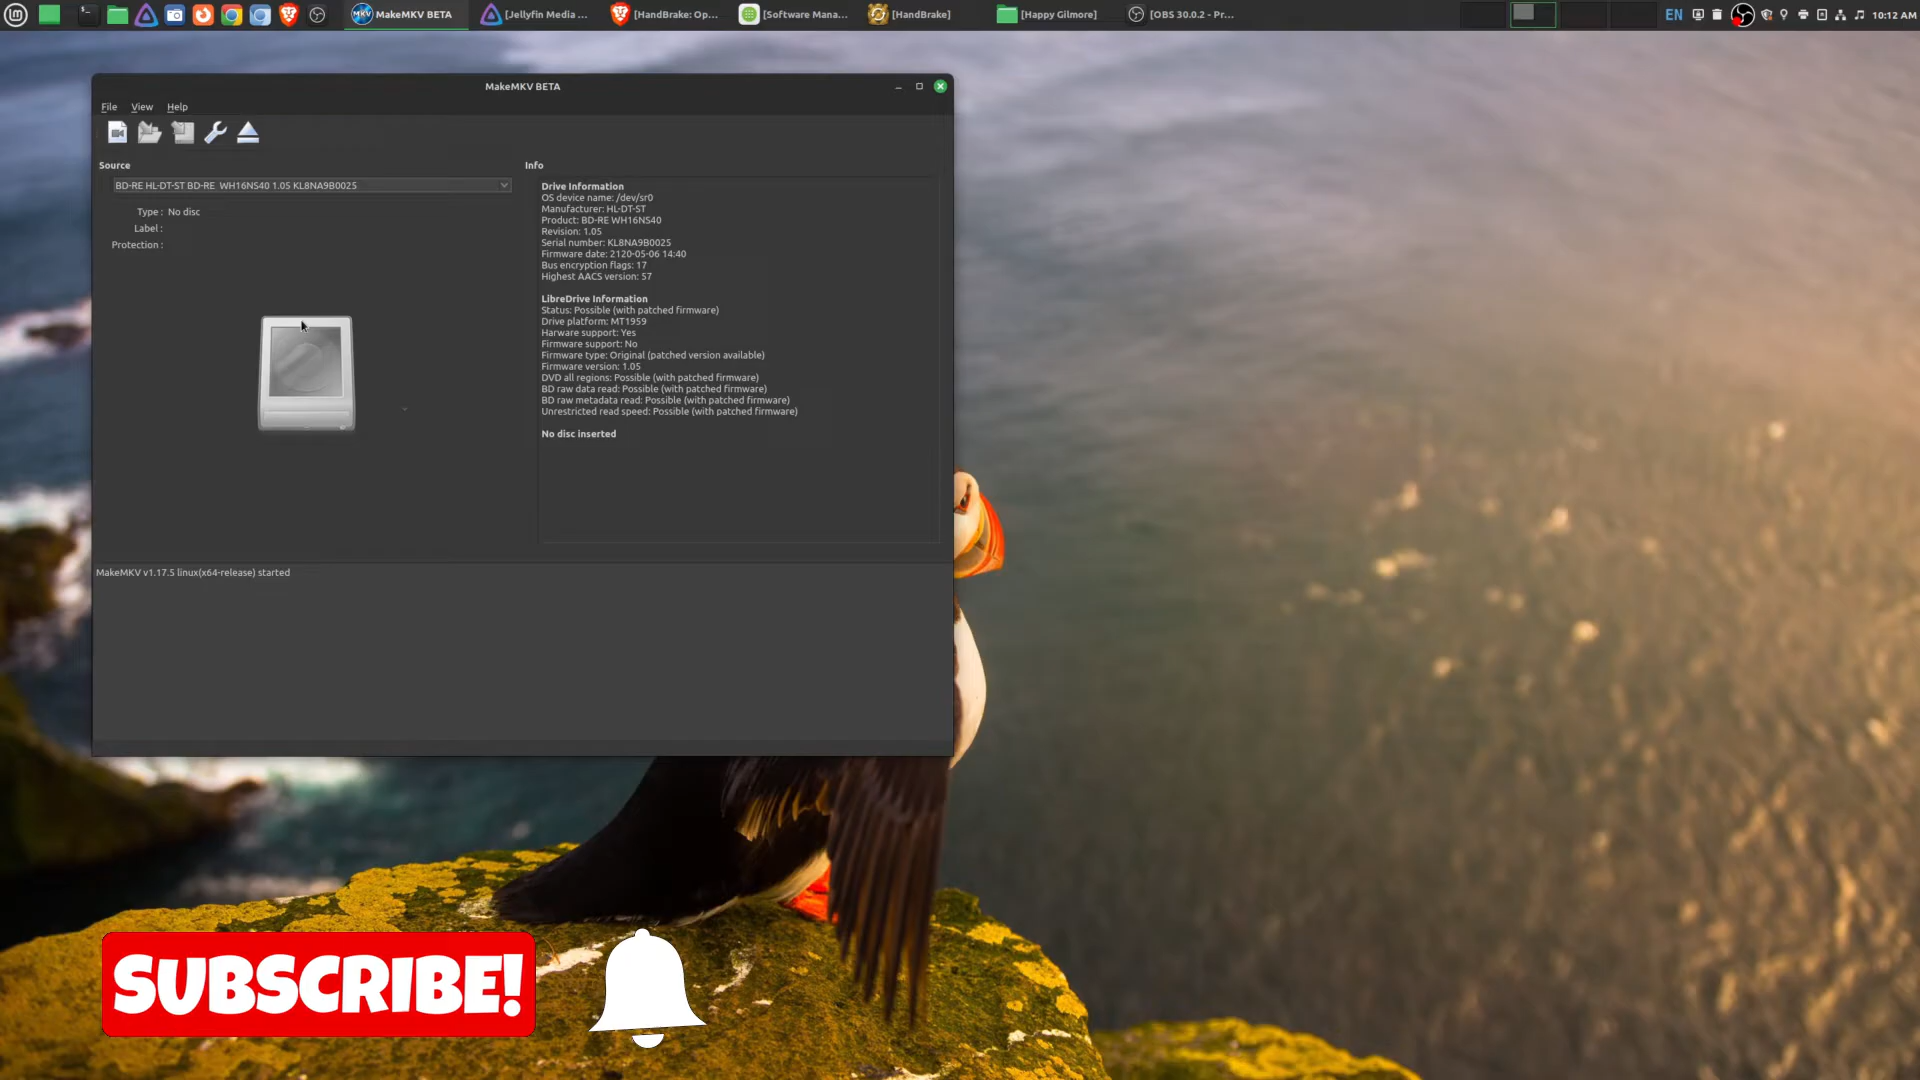 MakeMKV BETA
[Jellyfin Media ...
[HandBrake: Op...
[Software Mana...
[HandBrake]
[Happy Gilmore]
[OBS 30.0.2 - Pr...
EN
10:12 AM
MakeMKV BETA
File View Help
Source
Info
BD-RE HL-DT-ST BD-RE WH16NS40 1.05 KL8NA9B0025
Type : No disc
Label :
Protection :
Drive Information
OS device name: /dev/sr0
Manufacturer: HL-DT-ST
Product: BD-RE WH16NS40
Revision: 1.05
Serial number: KL8NA9B0025
Firmware date: 2120-05-06 14:40
Bus encryption flags: 17
Highest AACS version: 57
LibreDrive Information
Status: Possible (with patched firmware)
Drive platform: MT1959
Harware support: Yes
Firmware support: No
Firmware type: Original (patched version available)
Firmware version: 1.05
DVD all regions: Possible (with patched firmware)
BD raw data read: Possible (with patched firmware)
BD raw metadata read: Possible (with patched firmware)
Unrestricted read speed: Possible (with patched firmware)
No disc inserted
MakeMKV v1.17.5 linux(x64-release) started
SUBSCRIBE!